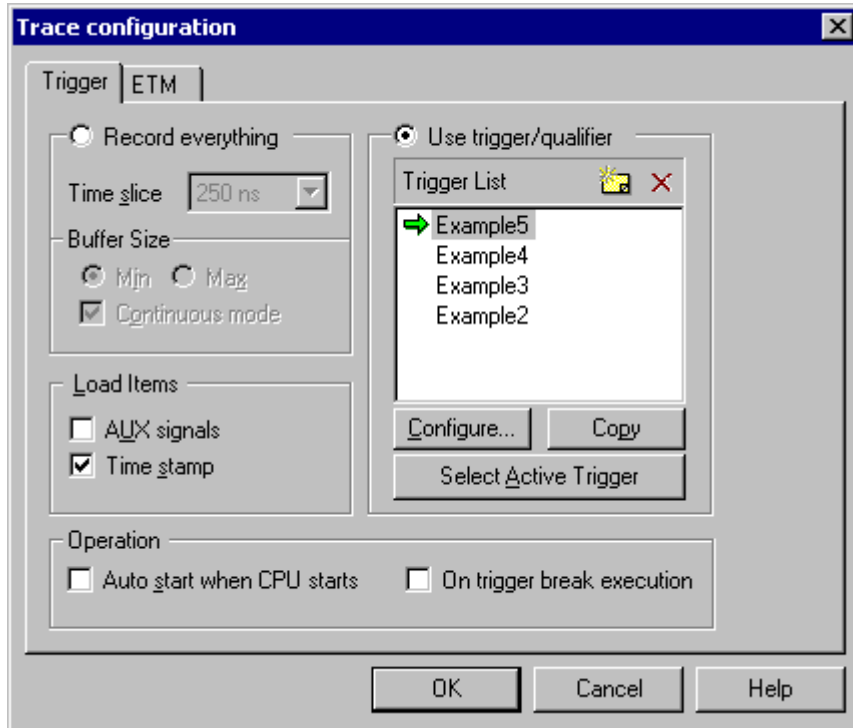 Trace configuration
Trigger
ETM
Record everything
Time slice
250 ns
Buffer Size
Min
Max
Continuous mode
Load Items
AUX signals
Time stamp
Use trigger/qualifier
Trigger List
Example5
Example4
Example3
Example2
Configure...
Copy
Select Active Trigger
Operation
Auto start when CPU starts
On trigger break execution
OK
Cancel
Help